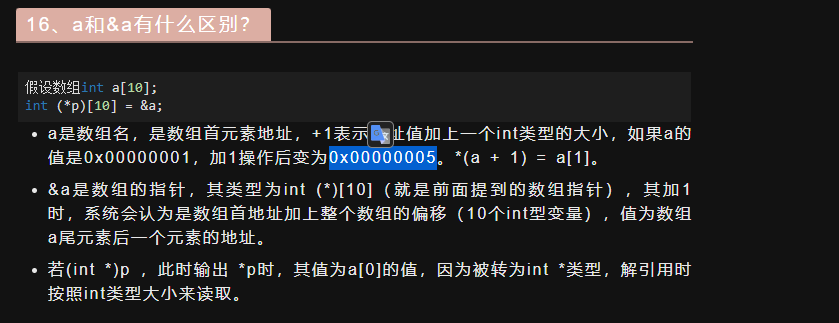 16、a和&a有什么区别？
假设数组int a[10];
int (*p)[10] = &a;
a是数组名，是数组首元素地址，+1表示 址值加上一个int类型的大小，如果a的
值是0x00000001，加1操作后变为0x00000005。*(a + 1) = a[1]。
&a是数组的指针，其类型为int (*)[10]（就是前面提到的数组指针），其加1
时，系统会认为是数组首地址加上整个数组的偏移（10个int型变量），值为数组
a尾元素后一个元素的地址。
若(int *)p ，此时输出 *p时，其值为a[0]的值，因为被转为int *类型，解引用时
按照int类型大小来读取。